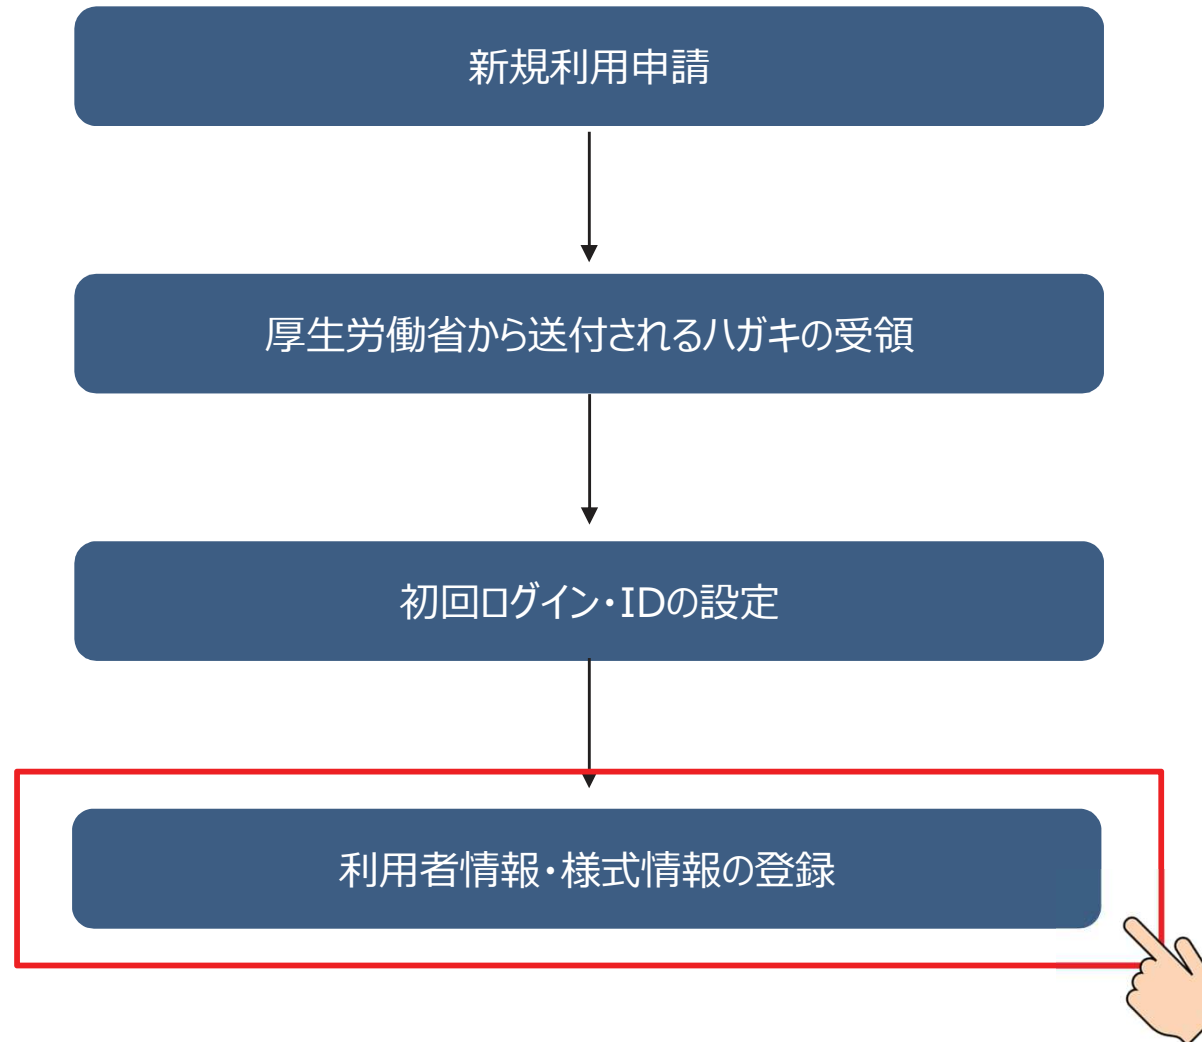 新規利用申請
厚生労働省から送付されるハガキの受領
初回ログイン・IDの設定
利用者情報・様式情報の登録